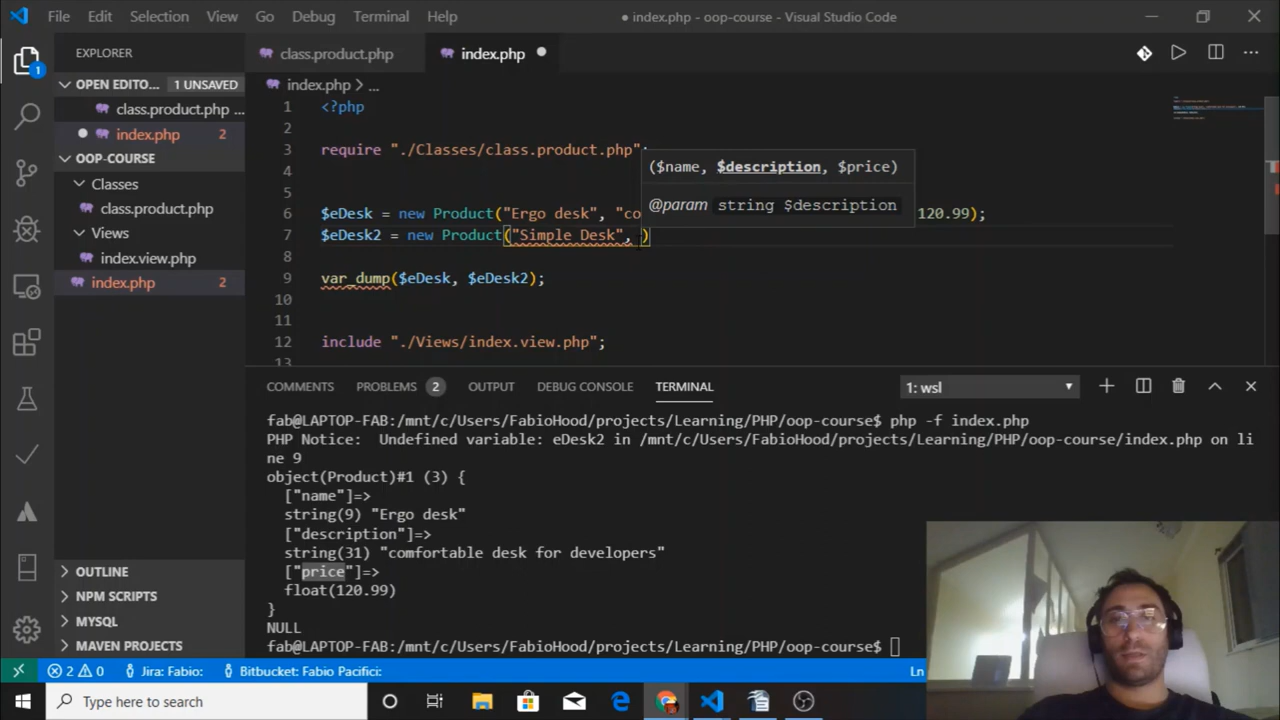 File Edit Selection View Go Debug Terminal Help
● index.php - oop-course - Visual Studio Code
EXPLORER
class.product.php
index.php
1
OPEN EDITO... 1 UNSAVED
class.product.php ...
index.php 2
OOP-COURSE
Classes
class.product.php
Views
index.view.php
index.php 2
OUTLINE
NPM SCRIPTS
MYSQL
MAVEN PROJECTS
index.php > ...
1 <?php
2
3 require "./Classes/class.product.php";
4
5
6 $eDesk = new Product("Ergo desk", "co 120.99);
7 $eDesk2 = new Product("Simple Desk", )
8
9 var_dump($eDesk, $eDesk2);
10
11
12 include "./Views/index.view.php";
13
($name, $description, $price)
@param string $description
COMMENTS PROBLEMS 2 OUTPUT DEBUG CONSOLE TERMINAL 1: wsl
fab@LAPTOP-FAB:/mnt/c/Users/FabioHood/projects/Learning/PHP/oop-course$ php -f index.php
PHP Notice: Undefined variable: eDesk2 in /mnt/c/Users/FabioHood/projects/Learning/PHP/oop-course/index.php on li
ne 9
object(Product)#1 (3) {
["name"]=>
string(9) "Ergo desk"
["description"]=>
string(31) "comfortable desk for developers"
["price"]=>
float(120.99)
}
NULL
fab@LAPTOP-FAB:/mnt/c/Users/FabioHood/projects/Learning/PHP/oop-course$
2 0 Jira: Fabio: Bitbucket: Fabio Pacifici: Ln
Type here to search